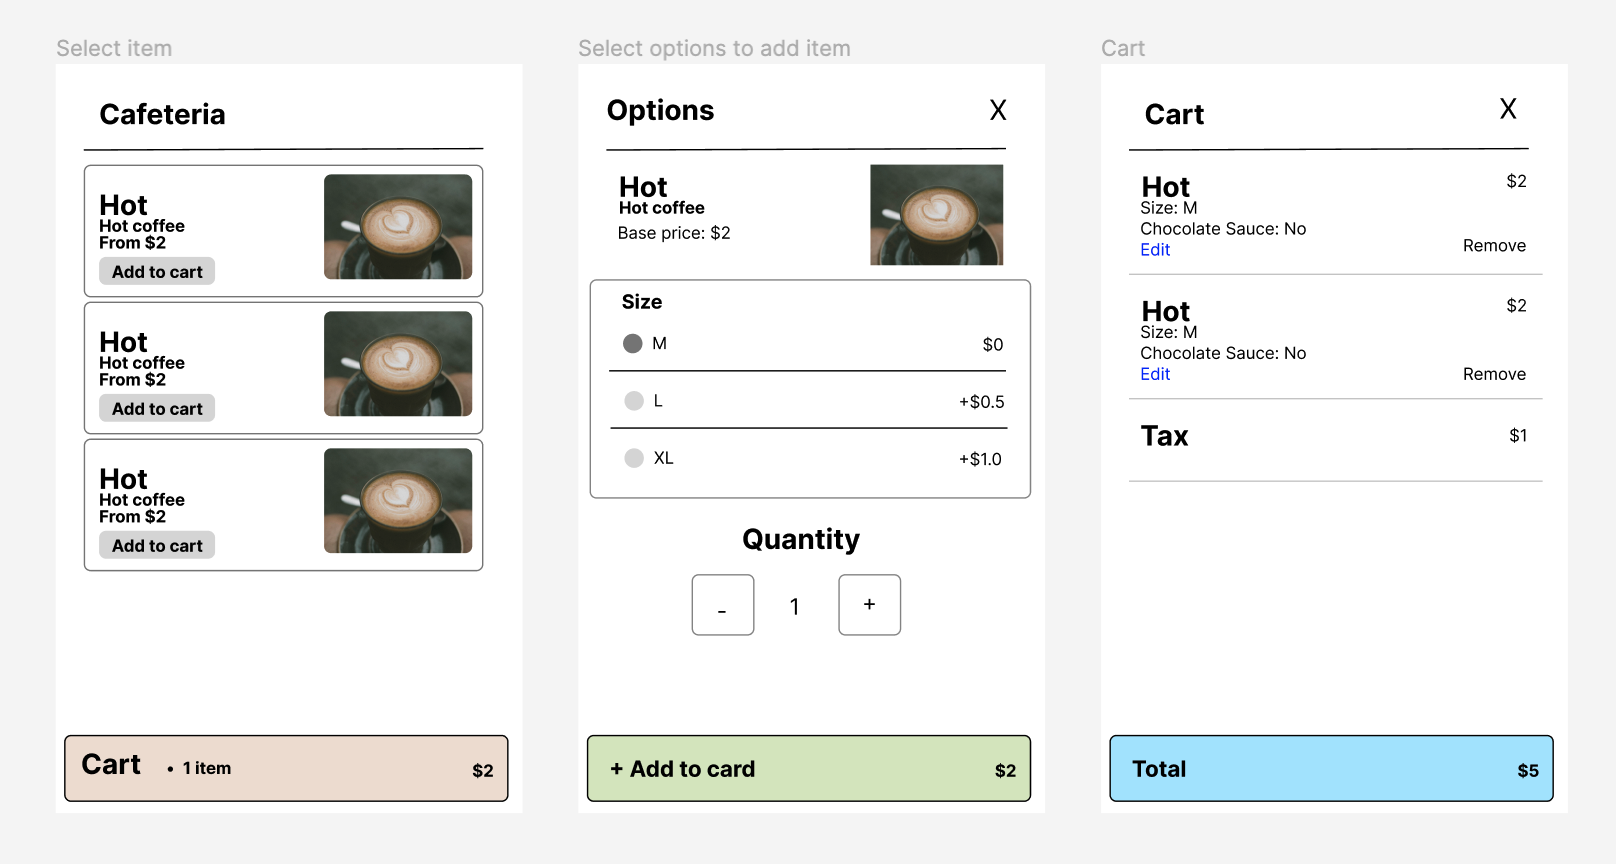 Select item
Cafeteria
Hot
Hot coffee
From $2
Add to cart
Hot
Hot coffee
From $2
Add to cart
Hot
Hot coffee
From $2
Add to cart
Cart • 1 item $2
Select options to add item
Options X
Hot
Hot coffee
Base price: $2
Size
M $0
L +$0.5
XL +$1.0
Quantity
- 1 +
+ Add to card $2
Cart
Cart X
Hot $2
Size: M
Chocolate Sauce: No
Edit Remove
Hot $2
Size: M
Chocolate Sauce: No
Edit Remove
Tax $1
Total $5